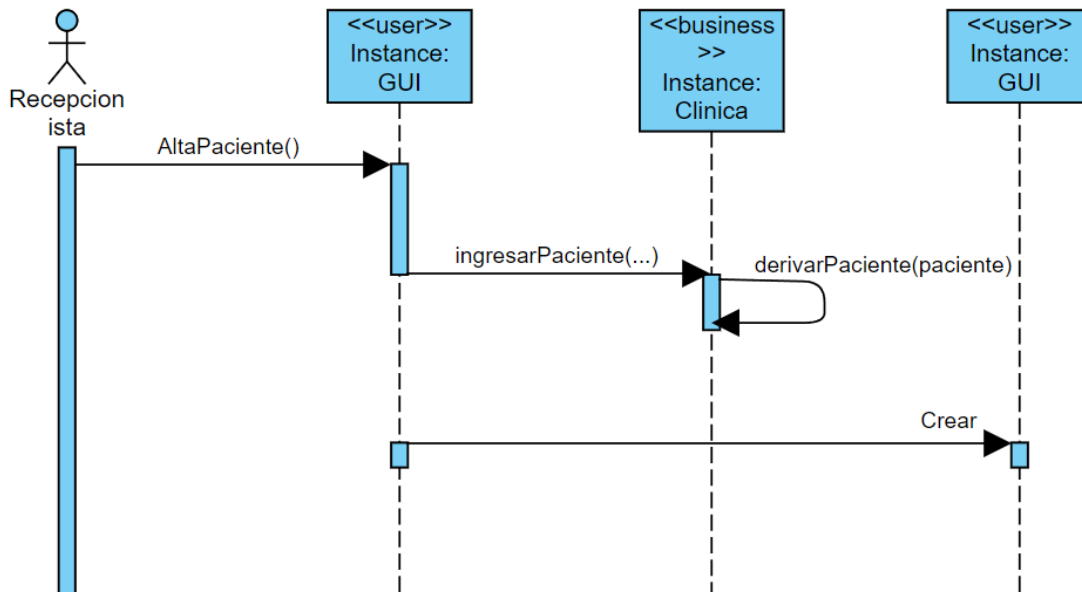 <<user>>
Instance:
GUI
<<business
>>
Instance:
Clinica
<<user>>
Instance:
GUI
Recepcion
ista
AltaPaciente()
ingresarPaciente(...)
derivarPaciente(paciente)
Crear